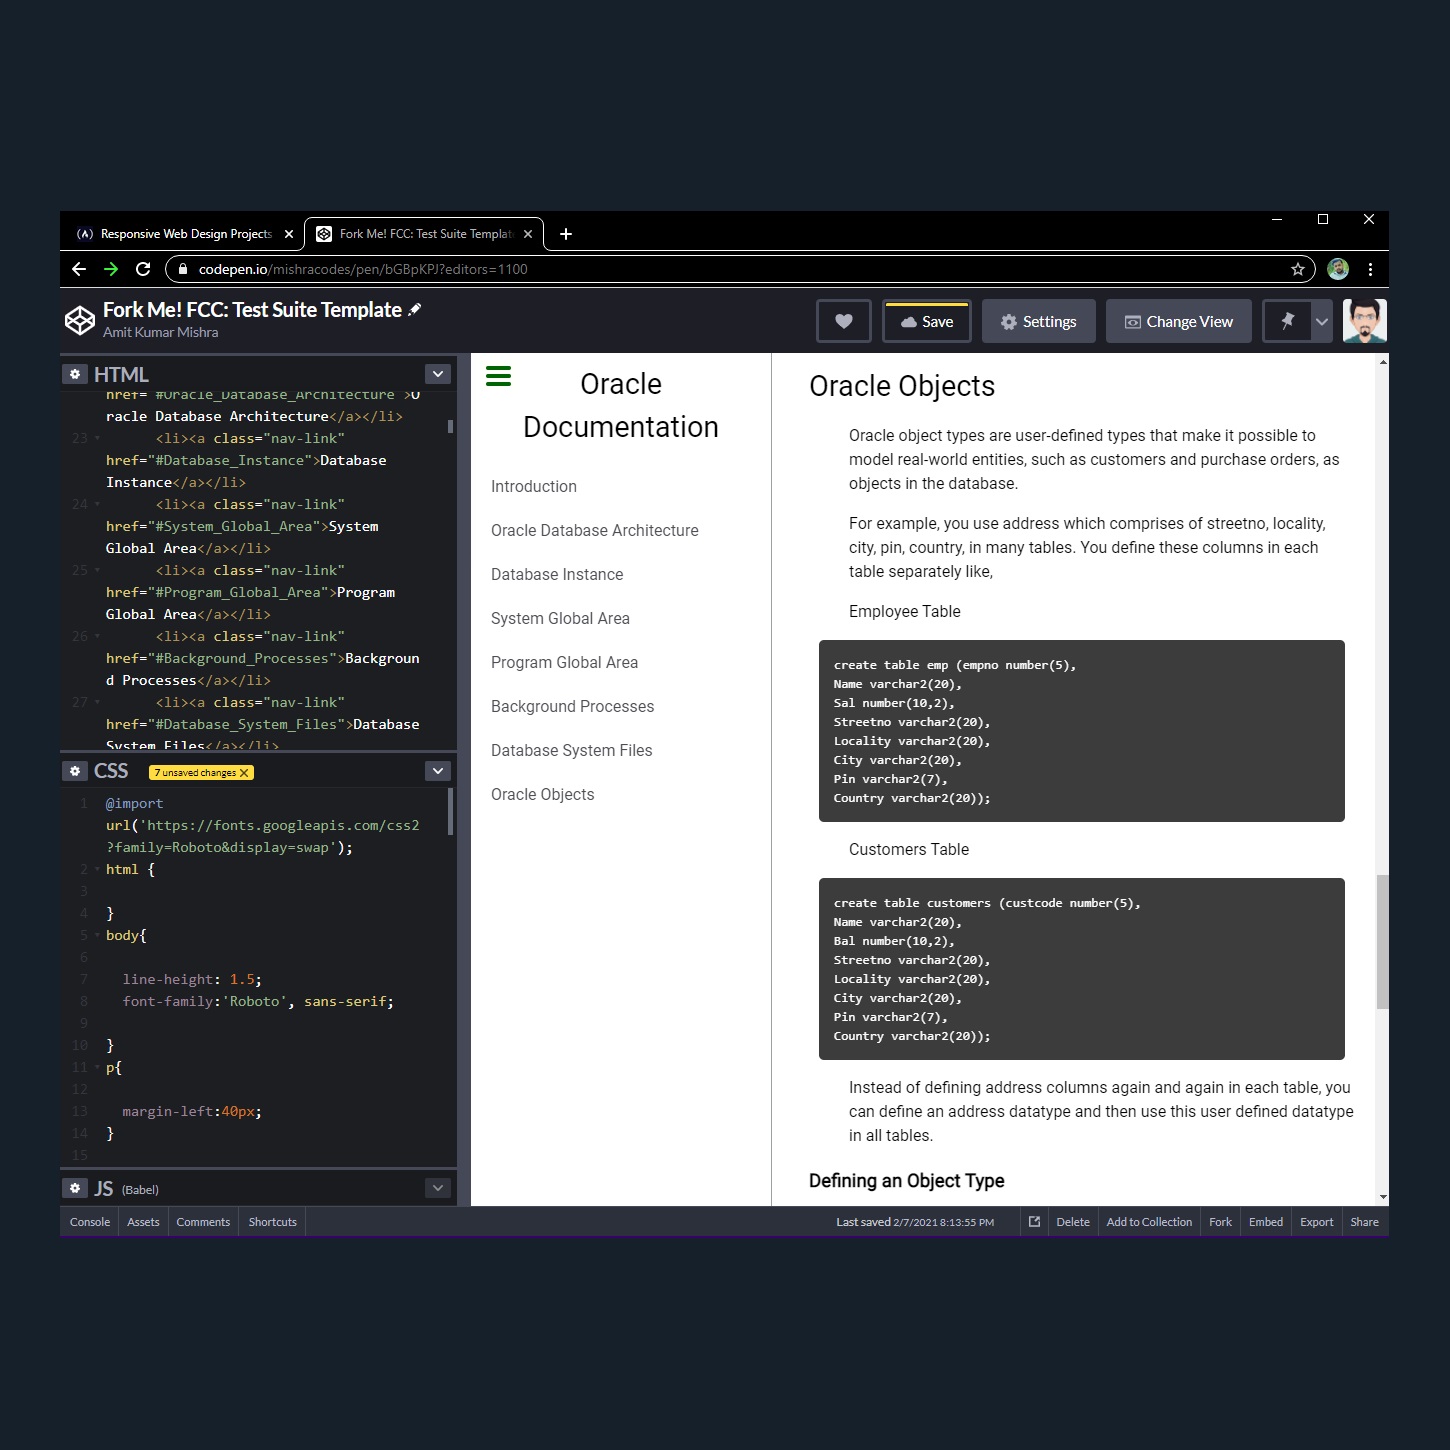 Responsive Web Design Projects
Fork Me! FCC: Test Suite Templat
codepen.io/mishracodes/pen/bGBpKPJ?editors=1100
Fork Me! FCC: Test Suite Template
Amit Kumar Mishra
Save
Settings
Change View
HTML
href="#Oracle_Database_Architecture">O
racle Database Architecture</a></li>
23 <li><a class="nav-link"
href="#Database_Instance">Database
Instance</a></li>
24 <li><a class="nav-link"
href="#System_Global_Area">System
Global Area</a></li>
25 <li><a class="nav-link"
href="#Program_Global_Area">Program
Global Area</a></li>
26 <li><a class="nav-link"
href="#Background_Processes">Backgroun
d Processes</a></li>
27 <li><a class="nav-link"
href="#Database_System_Files">Database
System Files</a></li>
CSS
7 unsaved changes X
1 @import
url('https://fonts.googleapis.com/css2
?family=Roboto&display=swap');
2 html {
3
4 }
5 body{
6
7 line-height: 1.5;
8 font-family:'Roboto', sans-serif;
9
10 }
11 p{
12
13 margin-left:40px;
14 }
15
JS (Babel)
Oracle
Documentation
Introduction
Oracle Database Architecture
Database Instance
System Global Area
Program Global Area
Background Processes
Database System Files
Oracle Objects
Oracle Objects
Oracle object types are user-defined types that make it possible to
model real-world entities, such as customers and purchase orders, as
objects in the database.
For example, you use address which comprises of streetno, locality,
city, pin, country, in many tables. You define these columns in each
table separately like,
Employee Table
create table emp (empno number(5),
Name varchar2(20),
Sal number(10,2),
Streetno varchar2(20),
Locality varchar2(20),
City varchar2(20),
Pin varchar2(7),
Country varchar2(20));
Customers Table
create table customers (custcode number(5),
Name varchar2(20),
Bal number(10,2),
Streetno varchar2(20),
Locality varchar2(20),
City varchar2(20),
Pin varchar2(7),
Country varchar2(20));
Instead of defining address columns again and again in each table, you
can define an address datatype and then use this user defined datatype
in all tables.
Defining an Object Type
Console
Assets
Comments
Shortcuts
Last saved 2/7/2021 8:13:55 PM
Delete
Add to Collection
Fork
Embed
Export
Share